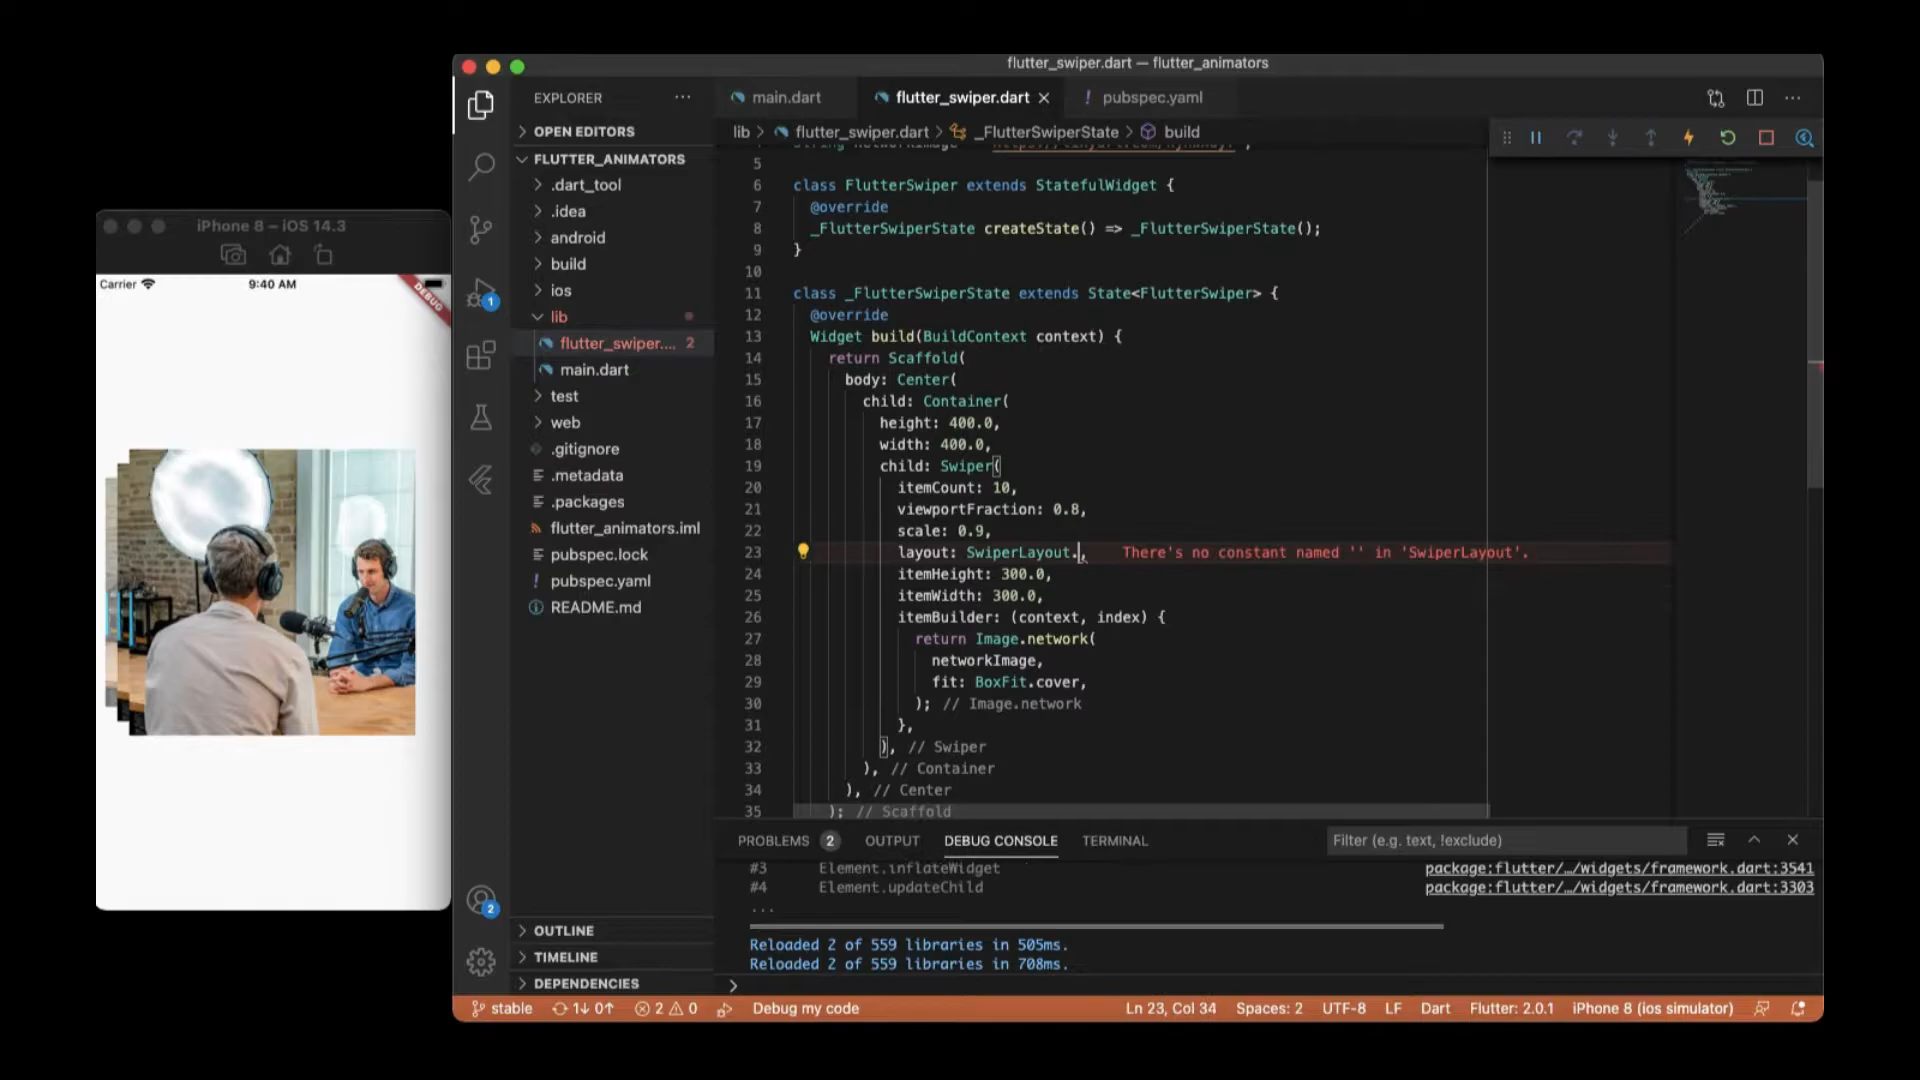 flutter_swiper.dart — flutter_animators
EXPLORER
main.dart
flutter_swiper.dart
! pubspec.yaml
OPEN EDITORS
lib > flutter_swiper.dart > _FlutterSwiperState > build
FLUTTER_ANIMATORS
.dart_tool
.idea
android
build
ios
lib
flutter_swiper.... 2
main.dart
test
web
.gitignore
.metadata
.packages
flutter_animators.iml
pubspec.lock
! pubspec.yaml
README.md
OUTLINE
TIMELINE
DEPENDENCIES
1
2
iPhone 8 – iOS 14.3
Carrier
9:40 AM
DEBUG
5
6 class FlutterSwiper extends StatefulWidget {
7 @override
8 _FlutterSwiperState createState() => _FlutterSwiperState();
9 }
10
11 class _FlutterSwiperState extends State<FlutterSwiper> {
12 @override
13 Widget build(BuildContext context) {
14 return Scaffold(
15 body: Center(
16 child: Container(
17 height: 400.0,
18 width: 400.0,
19 child: Swiper(
20 itemCount: 10,
21 viewportFraction: 0.8,
22 scale: 0.9,
23 layout: SwiperLayout., There's no constant named '' in 'SwiperLayout'.
24 itemHeight: 300.0,
25 itemWidth: 300.0,
26 itemBuilder: (context, index) {
27 return Image.network(
28 networkImage,
29 fit: BoxFit.cover,
30 ); // Image.network
31 },
32 ), // Swiper
33 ), // Container
34 ), // Center
35 ); // Scaffold
PROBLEMS 2 OUTPUT DEBUG CONSOLE TERMINAL
Filter (e.g. text, !exclude)
#3 Element.inflateWidget package:flutter/…/widgets/framework.dart:3541
#4 Element.updateChild package:flutter/…/widgets/framework.dart:3303
...
Reloaded 2 of 559 libraries in 505ms.
Reloaded 2 of 559 libraries in 708ms.
>
stable 1↓ 0↑ 2 0 Debug my code Ln 23, Col 34 Spaces: 2 UTF-8 LF Dart Flutter: 2.0.1 iPhone 8 (ios simulator)